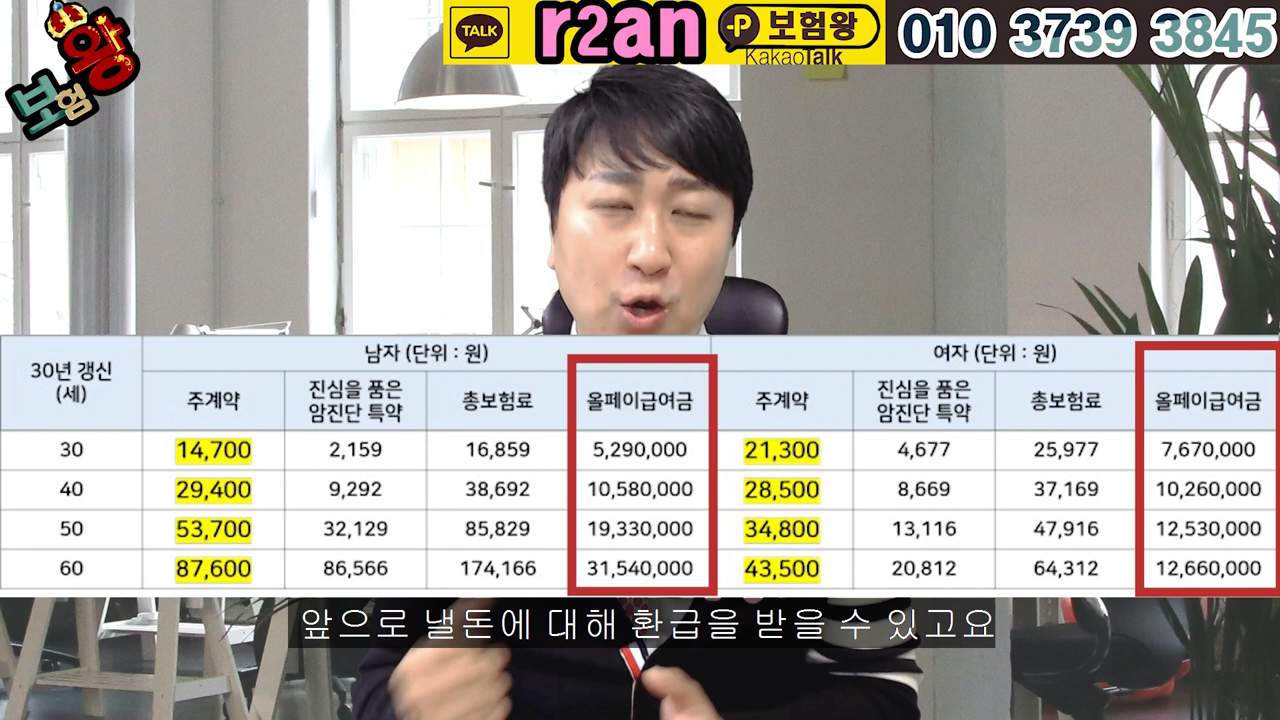 왕
보험
TALK
r2an
P 보험왕
KakaoTalk
010 3739 3845
30년 갱신
(세)
남자 (단위 : 원)
여자 (단위 : 원)
주계약 진심을 품은 암진단 특약 총보험료 올페이급여금 주계약 진심을 품은 암진단 특약 총보험료 올페이급여금
30 14,700 2,159 16,859 5,290,000 21,300 4,677 25,977 7,670,000
40 29,400 9,292 38,692 10,580,000 28,500 8,669 37,169 10,260,000
50 53,700 32,129 85,829 19,330,000 34,800 13,116 47,916 12,530,000
60 87,600 86,566 174,166 31,540,000 43,500 20,812 64,312 12,660,000
앞으로 낼돈에 대해 환급을 받을 수 있고요